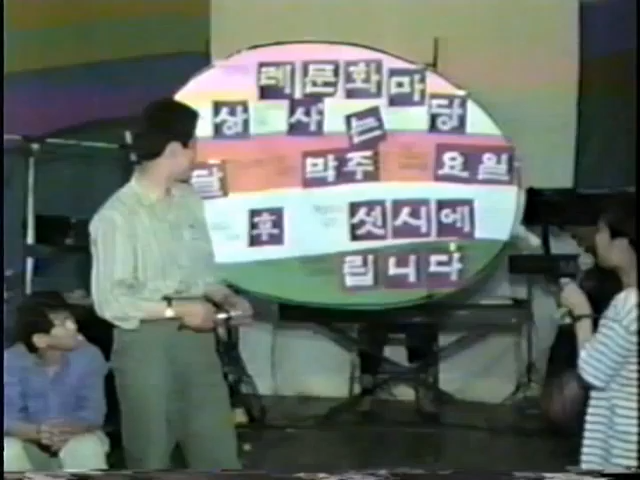 레문화마당
상 사는
달 막주 요일
후 셋시에
립니다